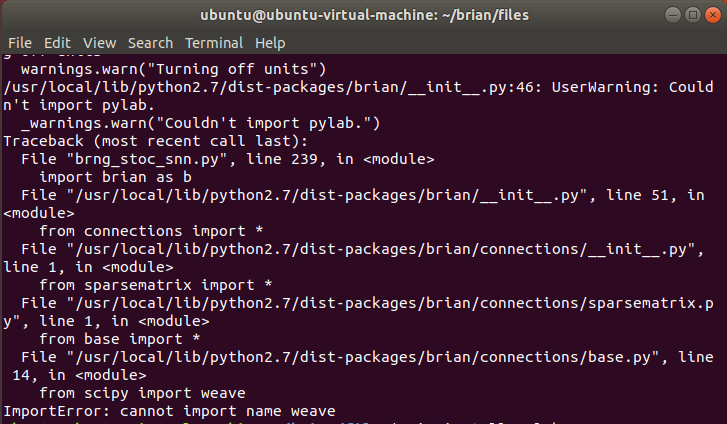 ubuntu@ubuntu-virtual-machine: ~/brian/files
File Edit View Search Terminal Help
warnings.warn("Turning off units")
/usr/local/lib/python2.7/dist-packages/brian/__init__.py:46: UserWarning: Could
n't import pylab.
_warnings.warn("Couldn't import pylab.")
Traceback (most recent call last):
File "brng_stoc_snn.py", line 239, in <module>
import brian as b
File "/usr/local/lib/python2.7/dist-packages/brian/__init__.py", line 51, in
<module>
from connections import *
File "/usr/local/lib/python2.7/dist-packages/brian/connections/__init__.py",
line 1, in <module>
from sparsematrix import *
File "/usr/local/lib/python2.7/dist-packages/brian/connections/sparsematrix.p
y", line 1, in <module>
from base import *
File "/usr/local/lib/python2.7/dist-packages/brian/connections/base.py", line
14, in <module>
from scipy import weave
ImportError: cannot import name weave